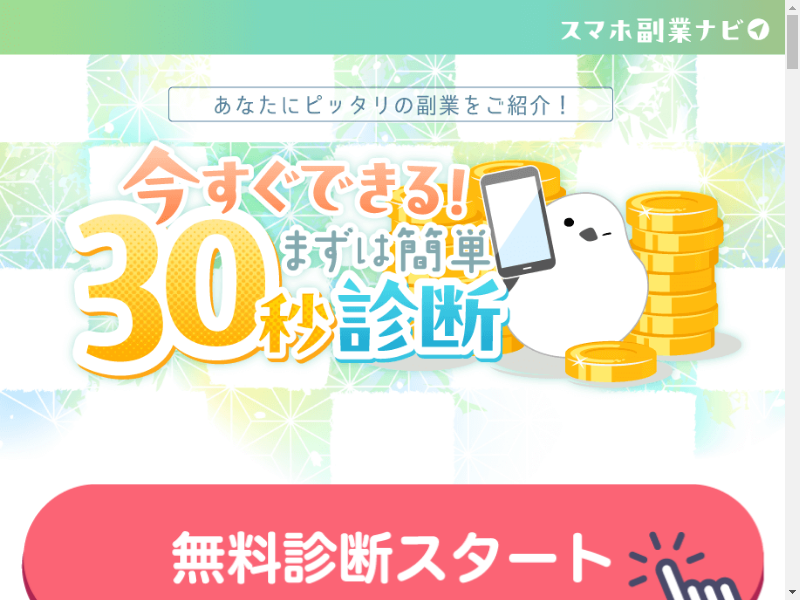 スマホ副業ナビ
あなたにピッタリの副業をご紹介！
今すぐできる！
まずは簡単
30秒診断
無料診断スタート